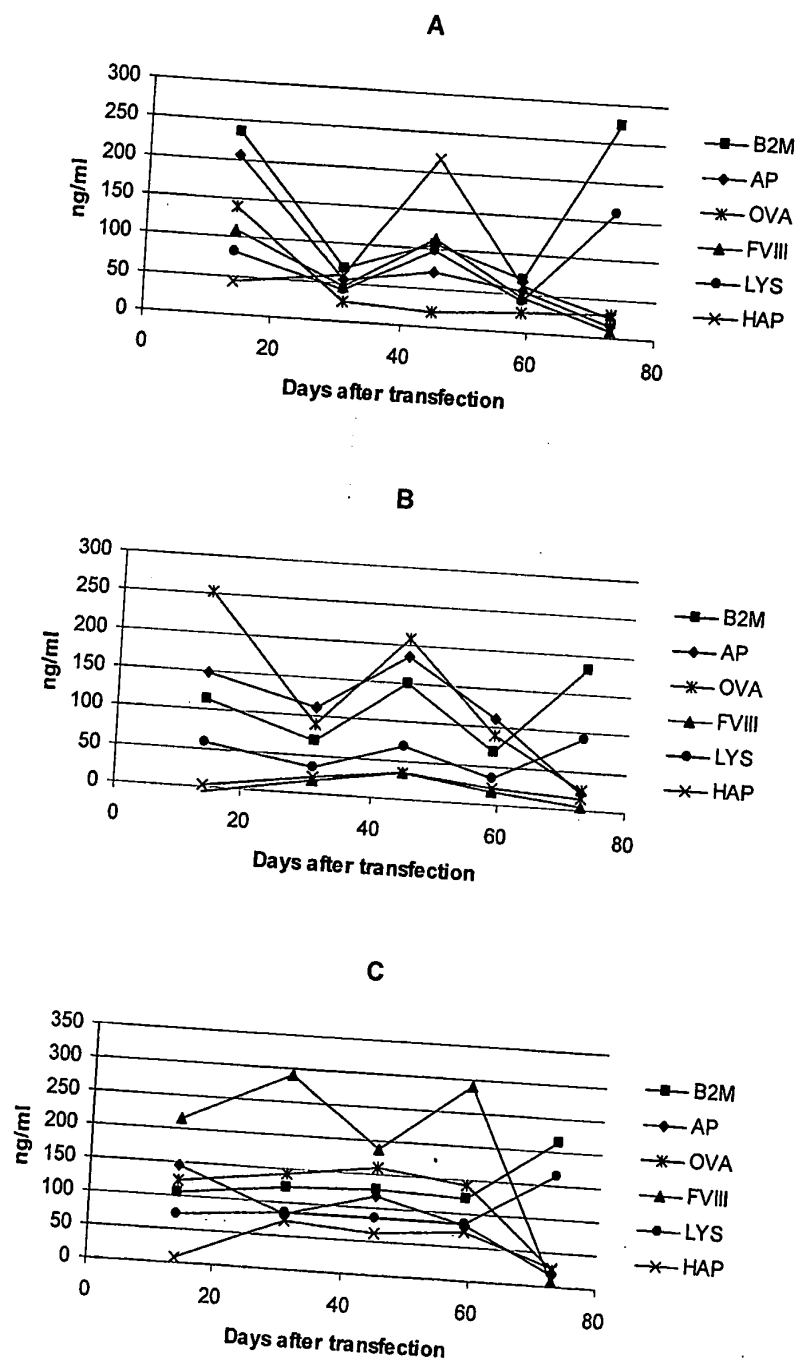 A
300
250
200
150
100
50
0
ng/ml
0 20 40 60 80
Days after transfection
B2M
AP
OVA
FVIII
LYS
HAP
B
300
250
200
150
100
50
0
ng/ml
0 20 40 60 80
Days after transfection
B2M
AP
OVA
FVIII
LYS
HAP
C
350
300
250
200
150
100
50
0
ng/ml
0 20 40 60 80
Days after transfection
B2M
AP
OVA
FVIII
LYS
HAP